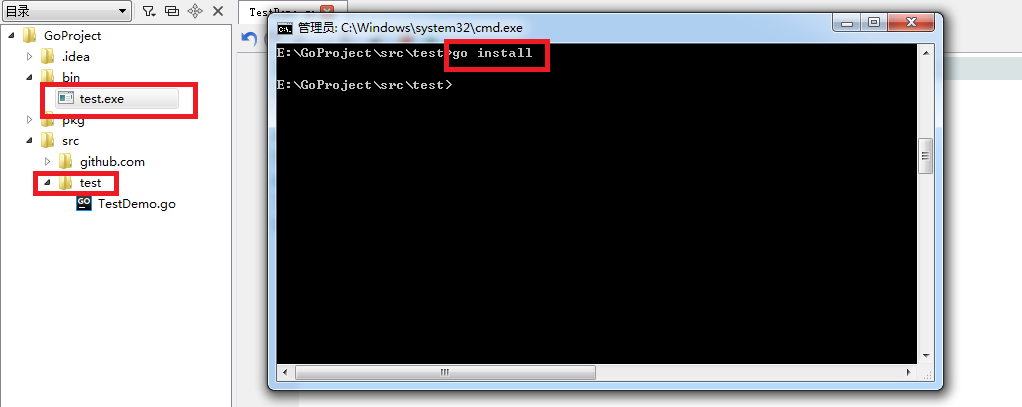 目录
GoProject
.idea
bin
test.exe
pkg
src
github.com
test
TestDemo.go
管理员: C:\Windows\system32\cmd.exe
C:\.
E:\GoProject\src\test>go install
E:\GoProject\src\test>